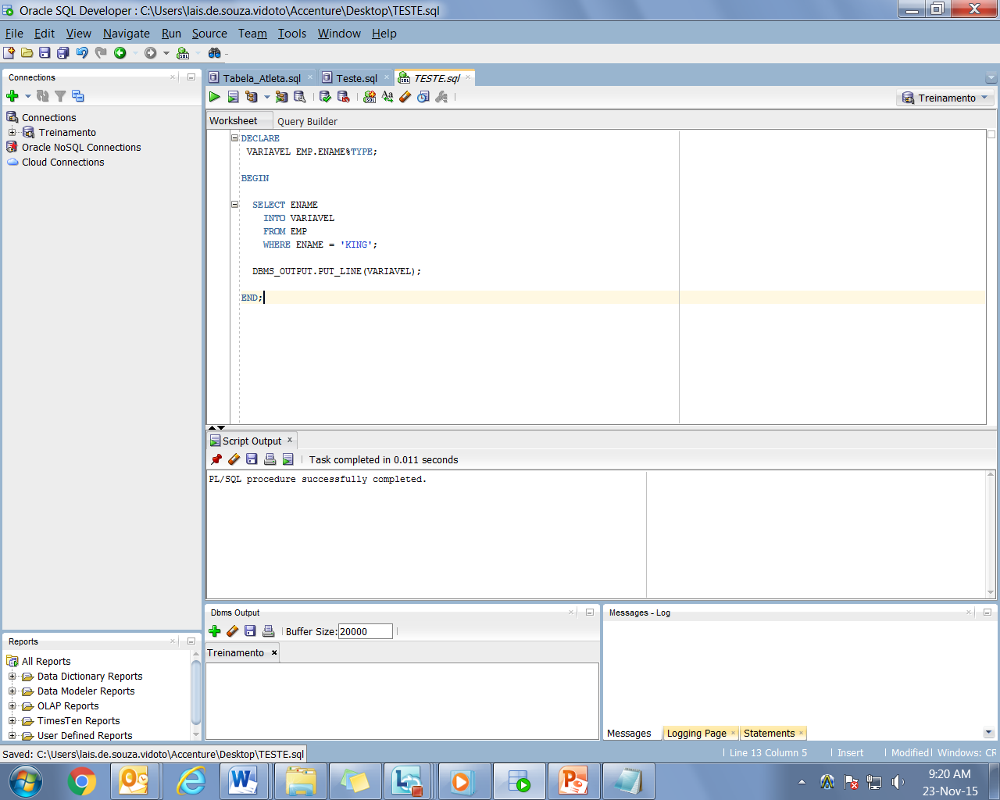 Oracle SQL Developer : C:\Users\lais.de.souza.vidoto\Accenture\Desktop\TESTE.sql
File Edit View Navigate Run Source Team Tools Window Help
Connections
Connections
Treinamento
Oracle NoSQL Connections
Cloud Connections
Tabela_Atleta.sql Teste.sql TESTE.sql
Treinamento
Worksheet Query Builder
DECLARE
VARIAVEL EMP.ENAME%TYPE;
BEGIN
SELECT ENAME
INTO VARIAVEL
FROM EMP
WHERE ENAME = 'KING';
DBMS_OUTPUT.PUT_LINE(VARIAVEL);
END;
Script Output
Task completed in 0.011 seconds
PL/SQL procedure successfully completed.
Dbms Output
Buffer Size: 20000
Treinamento
Messages - Log
Messages Logging Page Statements
Reports
All Reports
Data Dictionary Reports
Data Modeler Reports
OLAP Reports
TimesTen Reports
User Defined Reports
Saved: C:\Users\lais.de.souza.vidoto\Accenture\Desktop\TESTE.sql
Line 13 Column 5 Insert Modified Windows: CR
9:20 AM
23-Nov-15